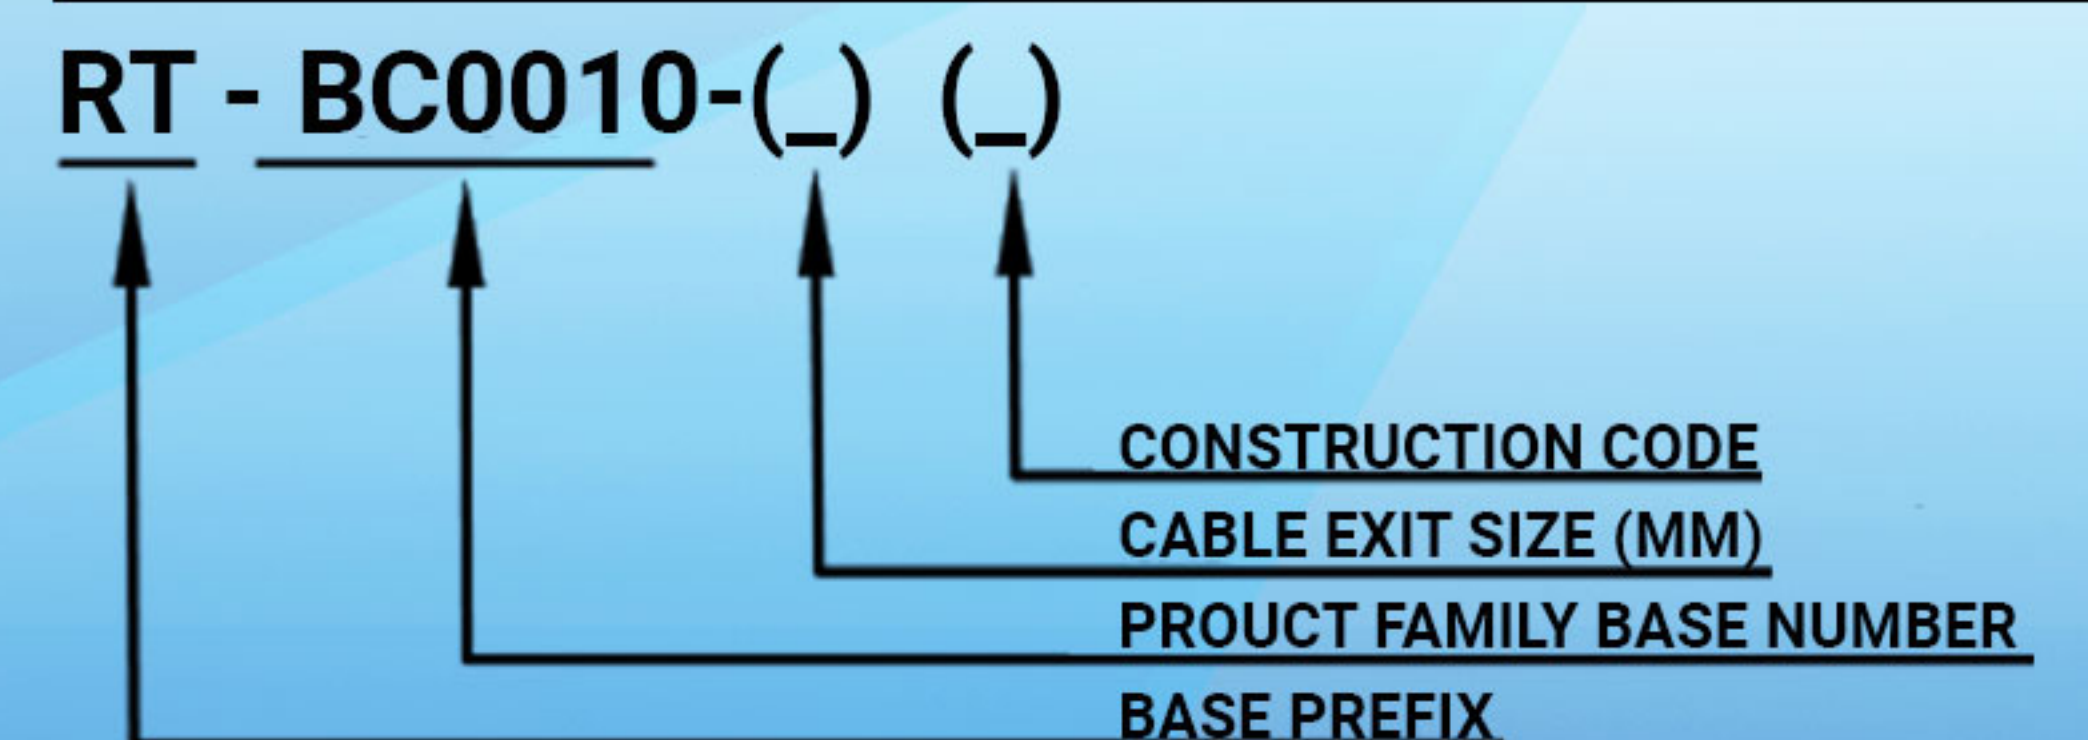 RT - BC0010-(_) (_)
CONSTRUCTION CODE
CABLE EXIT SIZE (MM)
PROUCT FAMILY BASE NUMBER
BASE PREFIX